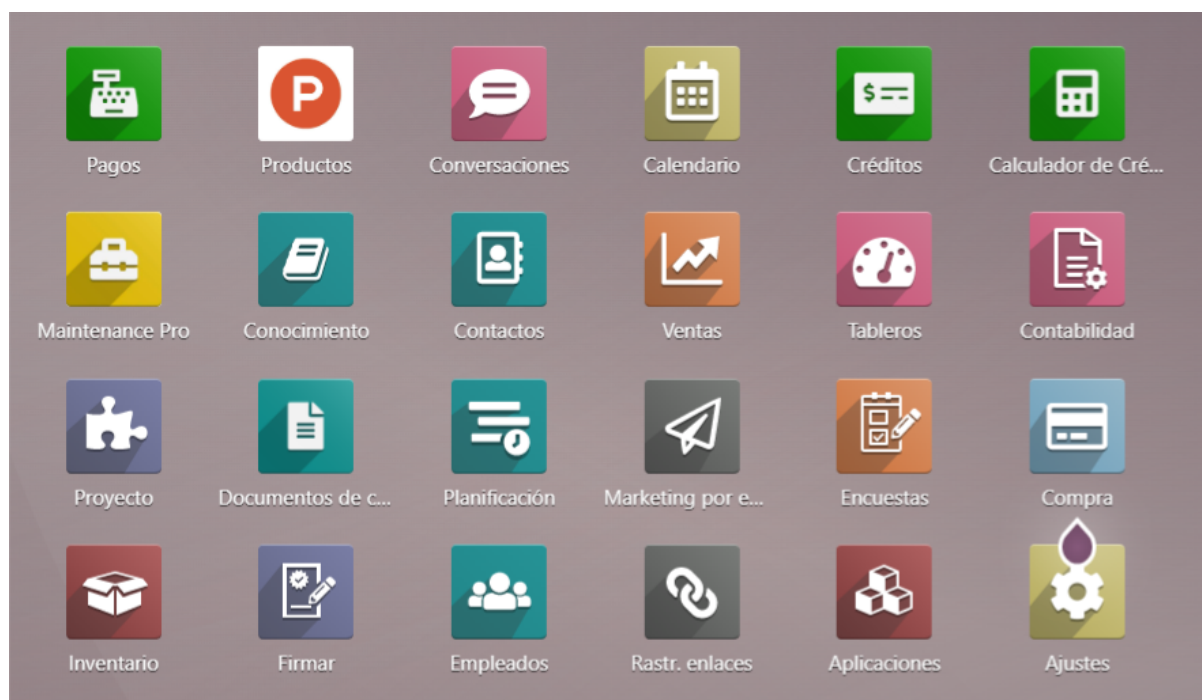 Pagos
P
Productos
Conversaciones
Calendario
$
Créditos
Calculador de Cré...
Maintenance Pro
Conocimiento
Contactos
Ventas
Tableros
Contabilidad
Proyecto
Documentos de c...
Planificación
Marketing por e...
Encuestas
Compra
Inventario
Firmar
Empleados
Rastr. enlaces
Aplicaciones
Ajustes